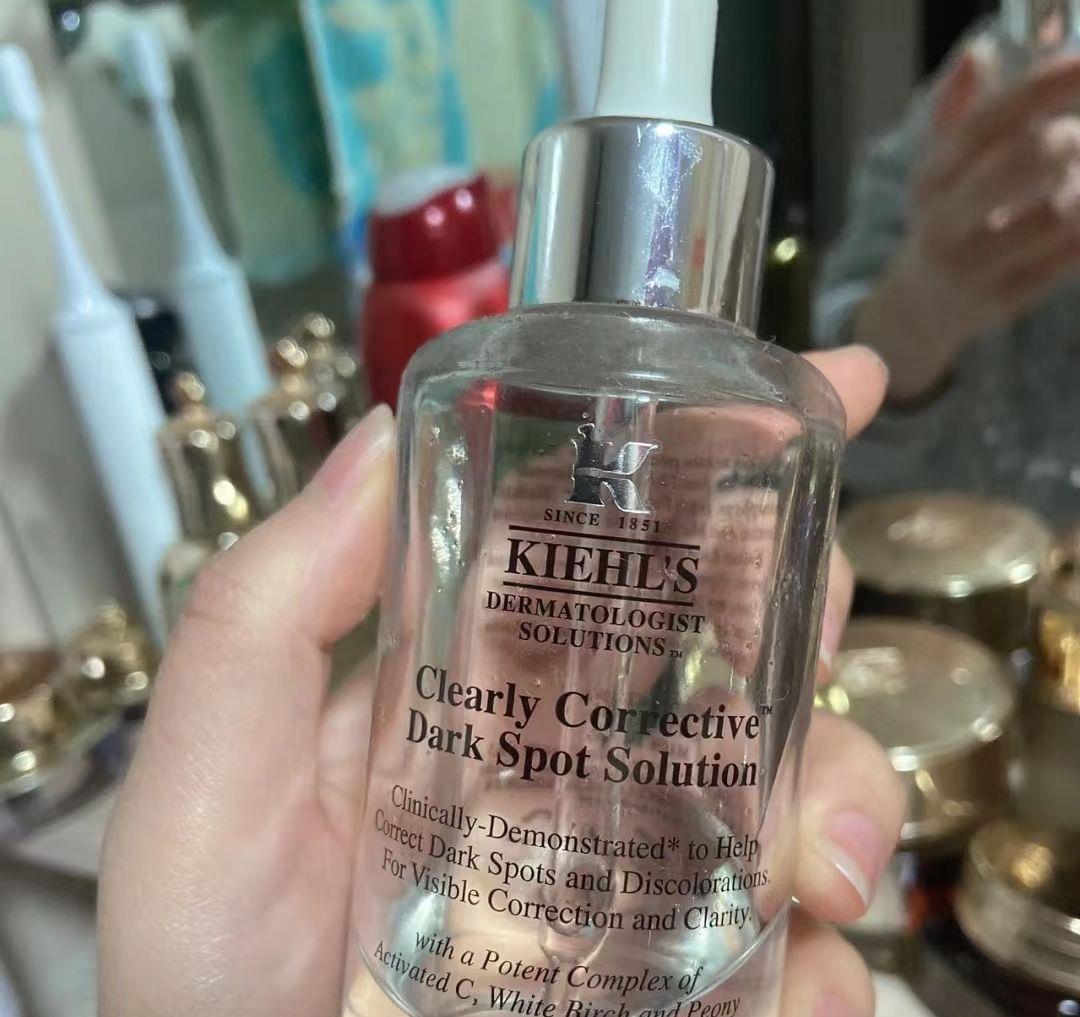 K
SINCE 1851
KIEHL'S
DERMATOLOGIST
SOLUTIONS™
Clearly Corrective™
Dark Spot Solution
Clinically-Demonstrated* to Help
Correct Dark Spots and Discolorations.
For Visible Correction and Clarity.
with a Potent Complex of
Activated C, White Birch and Peony